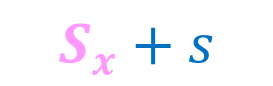 Sₓ + s